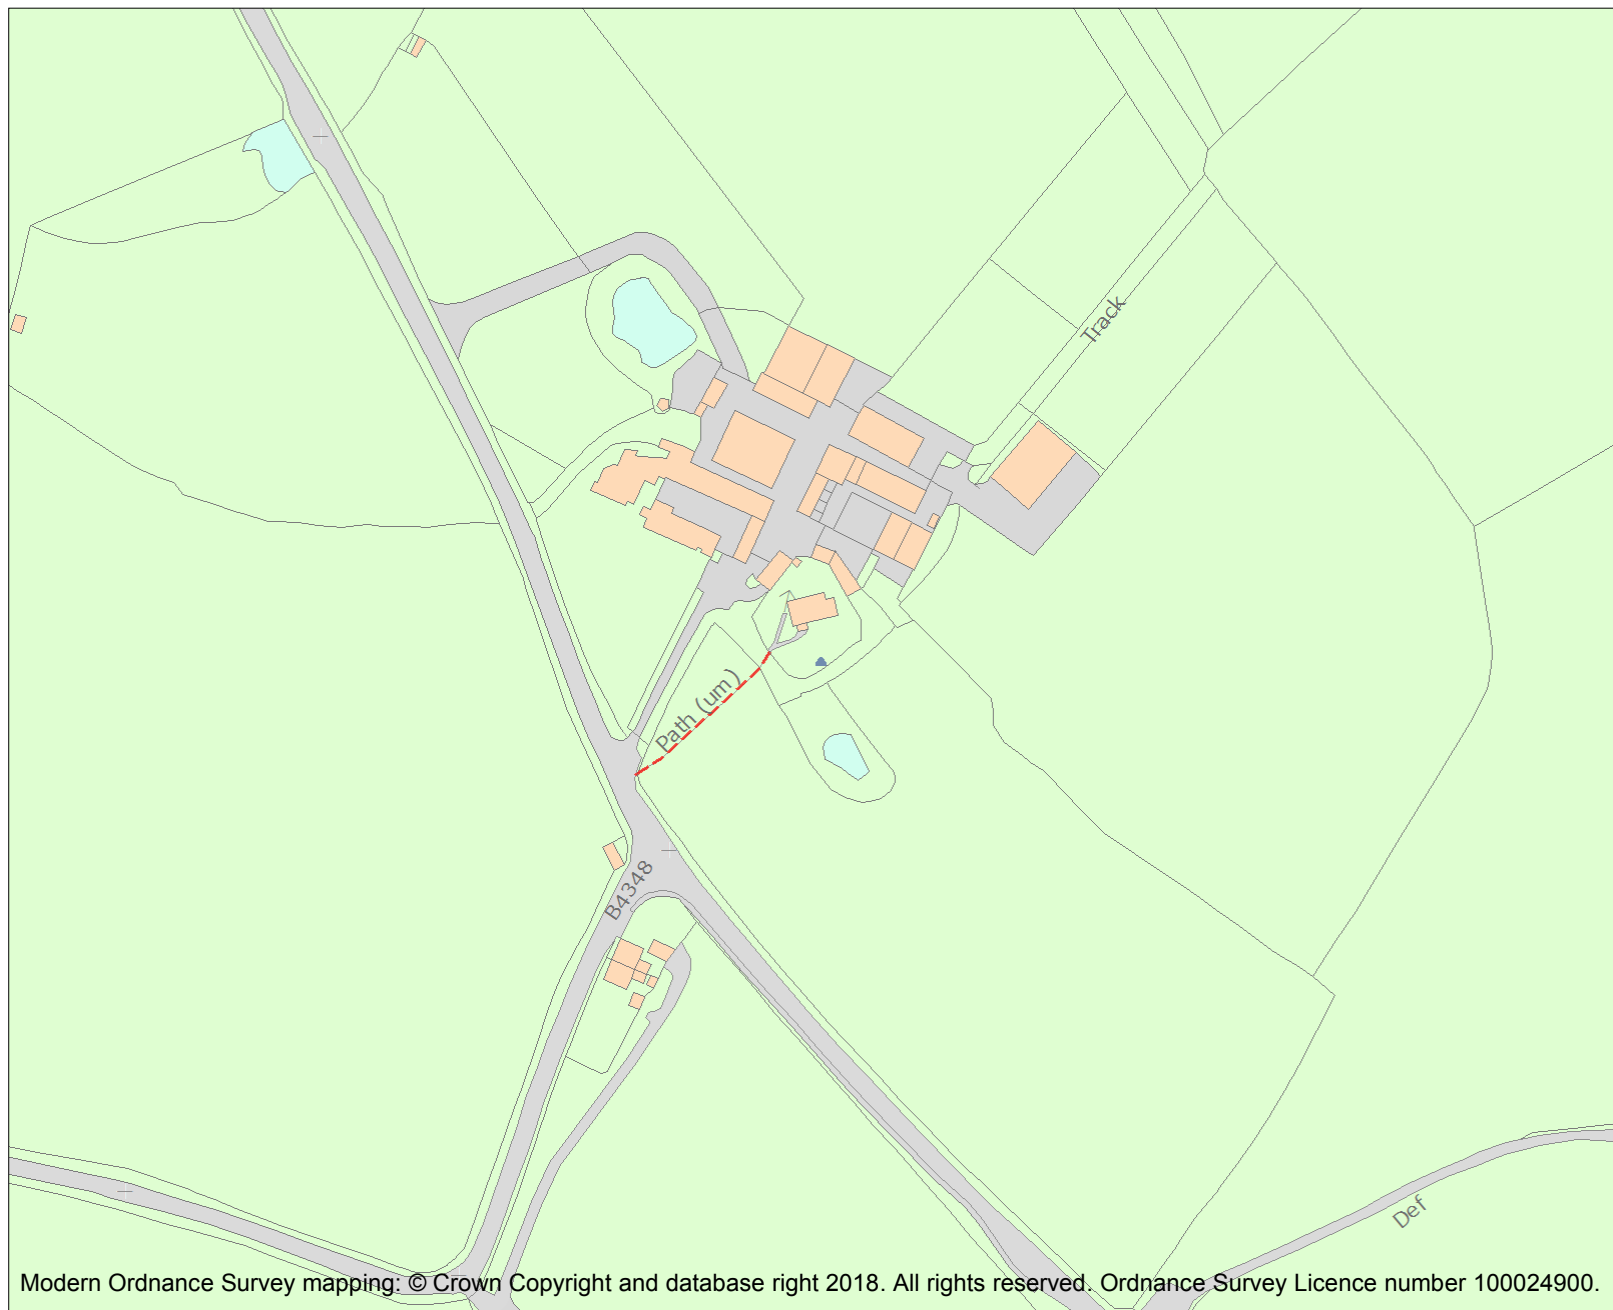 Track
Path (um)
B4348
Def
Modern Ordnance Survey mapping: © Crown Copyright and database right 2018. All rights reserved. Ordnance Survey Licence number 100024900.